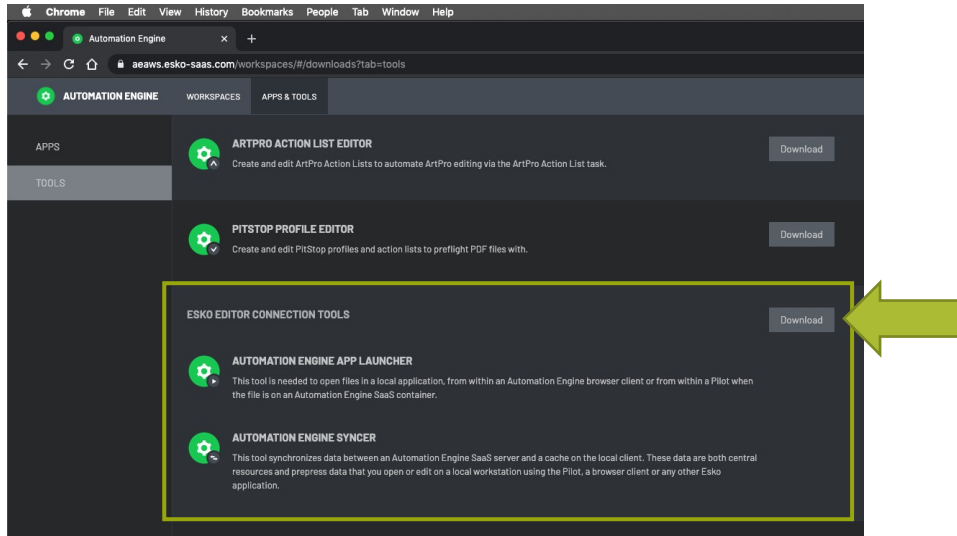 Chrome File Edit View History Bookmarks People Tab Window Help
Automation Engine
aeaws.esko-saas.com/workspaces/#/downloads?tab=tools
AUTOMATION ENGINE WORKSPACES APPS & TOOLS
APPS
TOOLS
ARTPRO ACTION LIST EDITOR
Create and edit ArtPro Action Lists to automate ArtPro editing via the ArtPro Action List task.
Download
PITSTOP PROFILE EDITOR
Create and edit PitStop profiles and action lists to preflight PDF files with.
Download
ESKO EDITOR CONNECTION TOOLS
Download
AUTOMATION ENGINE APP LAUNCHER
This tool is needed to open files in a local application, from within an Automation Engine browser client or from within a Pilot when
the file is on an Automation Engine SaaS container.
AUTOMATION ENGINE SYNCER
This tool synchronizes data between an Automation Engine SaaS server and a cache on the local client. These data are both central
resources and prepress data that you open or edit on a local workstation using the Pilot, a browser client or any other Esko
application.